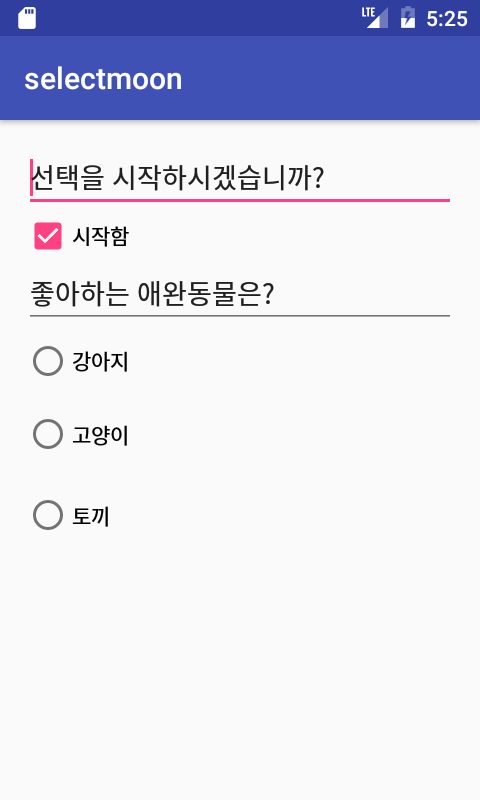 LTE 5:25
selectmoon
선택을 시작하시겠습니까?
시작함
좋아하는 애완동물은?
강아지
고양이
토끼